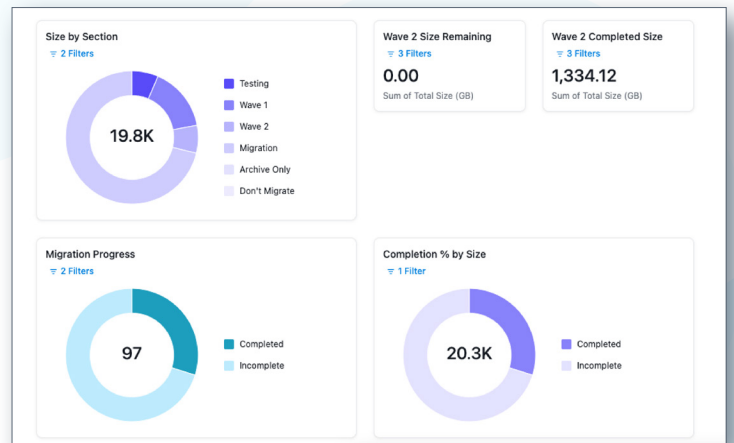 Size by Section
2 Filters
19.8K
Testing
Wave 1
Wave 2
Migration
Archive Only
Don't Migrate
Wave 2 Size Remaining
3 Filters
0.00
Sum of Total Size (GB)
Wave 2 Completed Size
3 Filters
1,334.12
Sum of Total Size (GB)
Migration Progress
2 Filters
97
Completed
Incomplete
Completion % by Size
1 Filter
20.3K
Completed
Incomplete